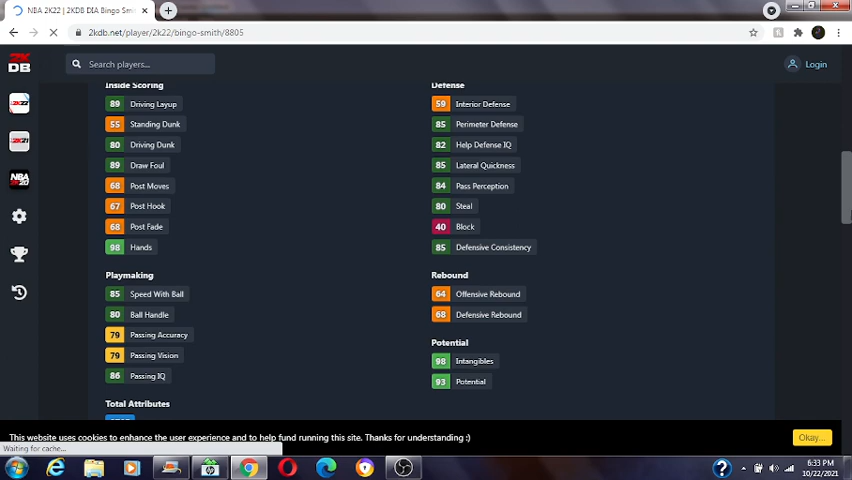 NBA 2K22 | 2KDB DIA Bingo Smith
2kdb.net/player/2k22/bingo-smith/8805
2K
DB
Search players...
Login
Inside Scoring
89 Driving Layup
55 Standing Dunk
80 Driving Dunk
89 Draw Foul
68 Post Moves
67 Post Hook
68 Post Fade
98 Hands
Playmaking
85 Speed With Ball
80 Ball Handle
79 Passing Accuracy
79 Passing Vision
86 Passing IQ
Total Attributes
Defense
59 Interior Defense
85 Perimeter Defense
82 Help Defense IQ
85 Lateral Quickness
84 Pass Perception
80 Steal
40 Block
85 Defensive Consistency
Rebound
64 Offensive Rebound
68 Defensive Rebound
Potential
98 Intangibles
93 Potential
This website uses cookies to enhance the user experience and to help fund running this site. Thanks for understanding :)
Okay...
Waiting for cache...
6:33 PM
10/22/2021